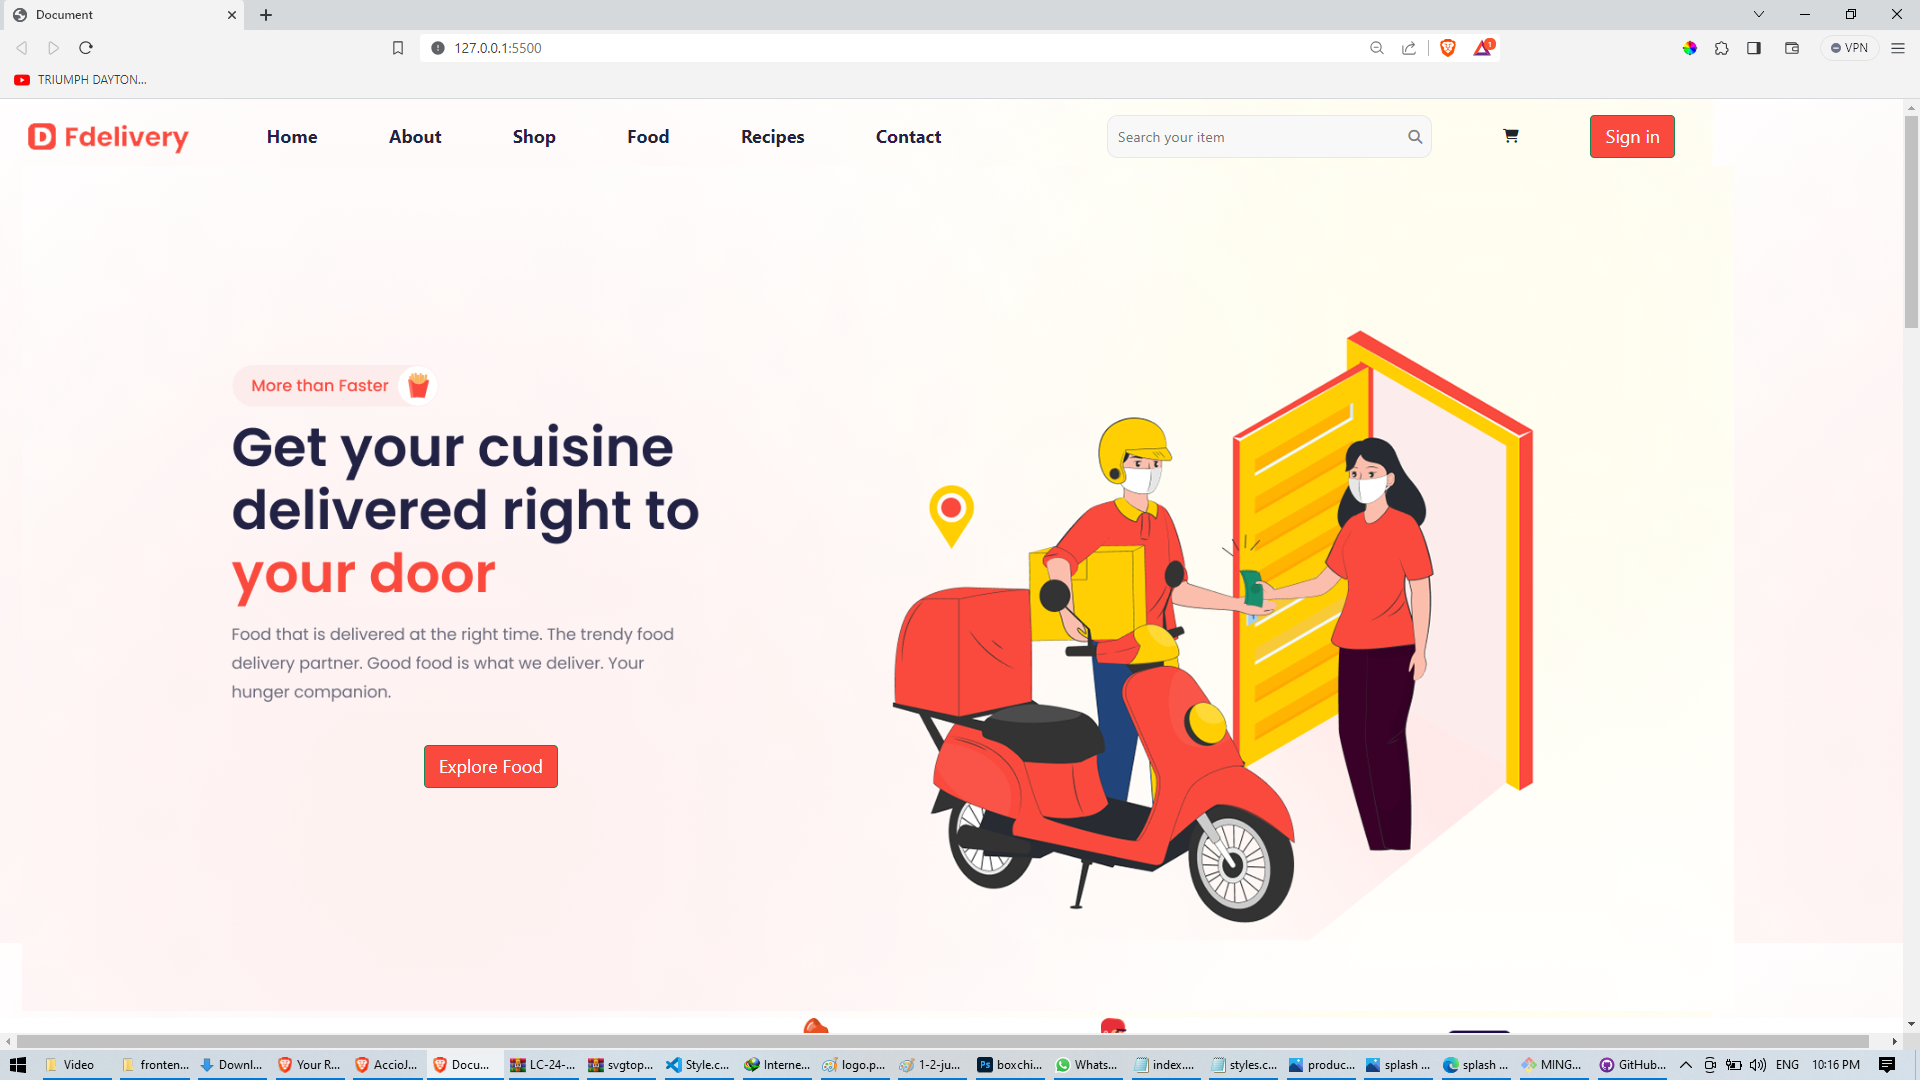 Document
127.0.0.1:5500
1
VPN
TRIUMPH DAYTON...
D Fdelivery
Home
About
Shop
Food
Recipes
Contact
Search your item
Sign in
More than Faster
Get your cuisine
delivered right to
your door
Food that is delivered at the right time. The trendy food
delivery partner. Good food is what we deliver. Your
hunger companion.
Explore Food
Video
fronten...
Downl...
Your R...
AccioJ...
Docu...
LC-24-...
svgtop...
Style.c...
Interne...
logo.p...
1-2-ju...
Ps
boxchi...
Whats...
index....
styles.c...
produc...
splash ...
splash ...
MING...
GitHub...
ENG
10:16 PM